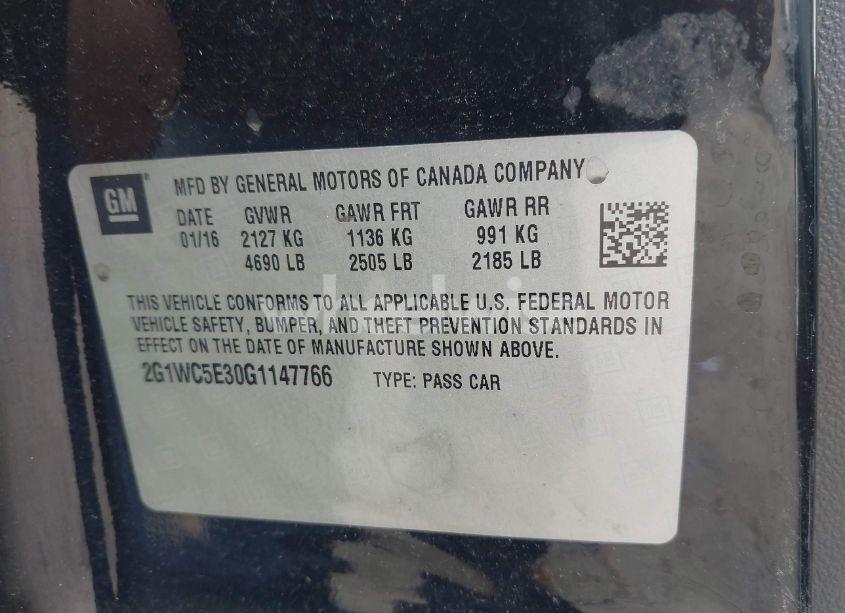 GM
MFD BY GENERAL MOTORS OF CANADA COMPANY
DATE GVWR GAWR FRT GAWR RR
01/16 2127 KG 1136 KG 991 KG
4690 LB 2505 LB 2185 LB
THIS VEHICLE CONFORMS TO ALL APPLICABLE U.S. FEDERAL MOTOR
VEHICLE SAFETY, BUMPER, AND THEFT PREVENTION STANDARDS IN
EFFECT ON THE DATE OF MANUFACTURE SHOWN ABOVE.
2G1WC5E30G1147766 TYPE: PASS CAR